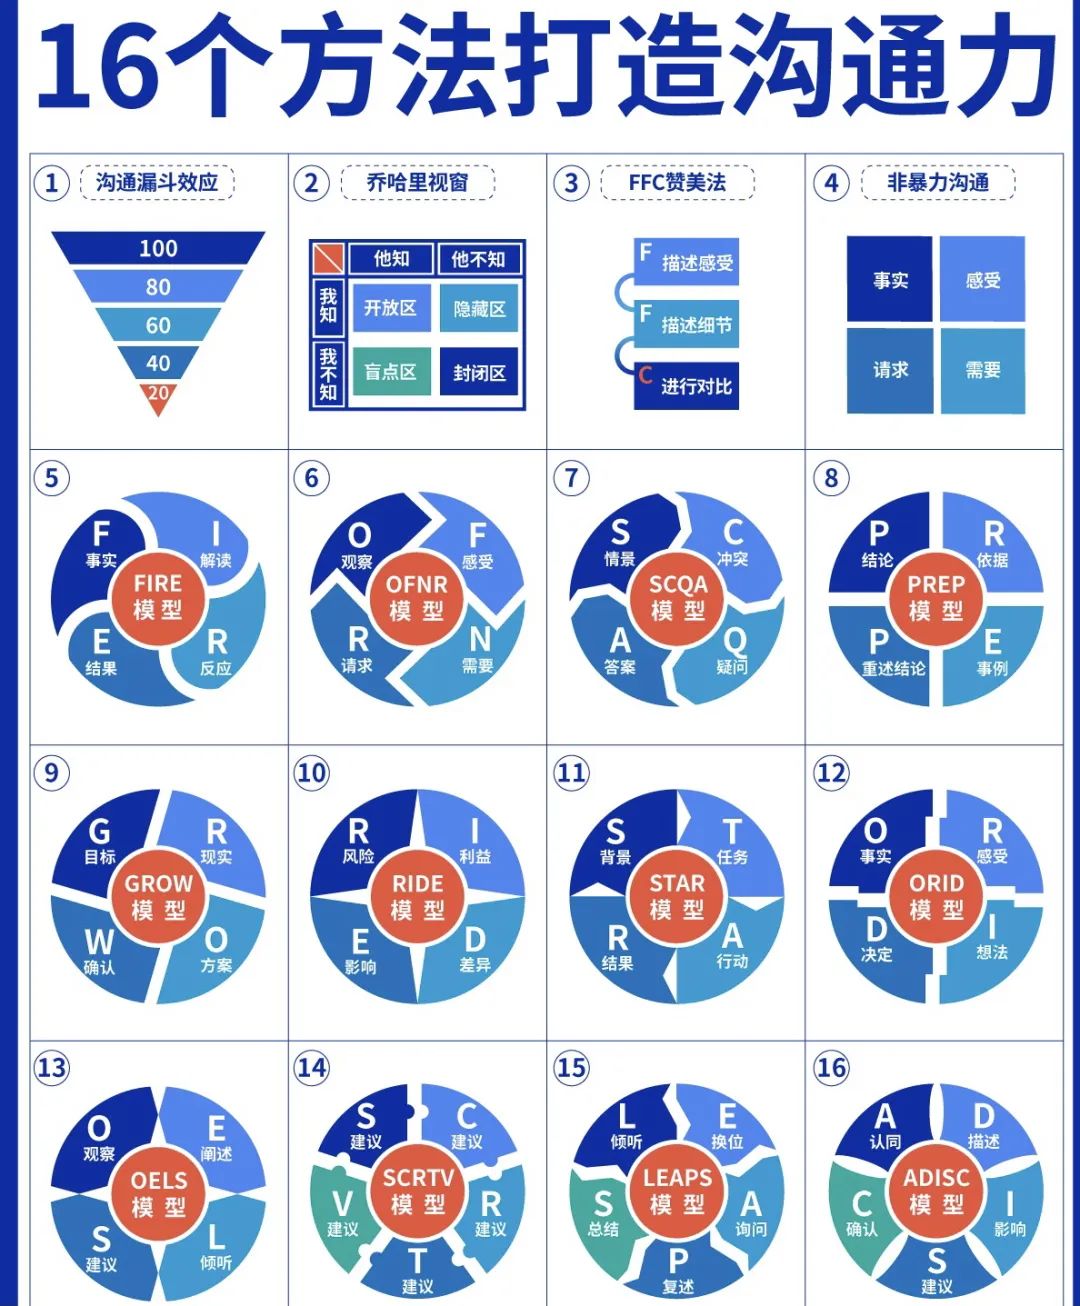 16个方法打造沟通力
① 沟通漏斗效应
100
80
60
40
20
② 乔哈里视窗
他知 他不知
我知 开放区 隐藏区
我不知 盲点区 封闭区
③ FFC赞美法
F 描述感受
F 描述细节
C 进行对比
④ 非暴力沟通
事实 感受
请求 需要
⑤
F 事实
I 解读
FIRE
模型
E 结果
R 反应
⑥
O 观察
F 感受
OFNR
模型
R 请求
N 需要
⑦
S 情景
C 冲突
SCQA
模型
A 答案
Q 疑问
⑧
P 结论
R 依据
PREP
模型
P 重述结论
E 事例
⑨
G 目标
R 现实
GROW
模型
W 确认
O 方案
⑩
R 风险
I 利益
RIDE
模型
E 影响
D 差异
⑪
S 背景
T 任务
STAR
模型
R 结果
A 行动
⑫
O 事实
R 感受
ORID
模型
D 决定
I 想法
⑬
O 观察
E 阐述
OELS
模型
S 建议
L 倾听
⑭
S 建议
C 建议
SCRTV
模型
V 建议
R 建议
T 建议
⑮
L 倾听
E 换位
LEAPS
模型
S 总结
A 询问
P 复述
⑯
A 认同
D 描述
ADISC
模型
C 确认
I 影响
S 建议